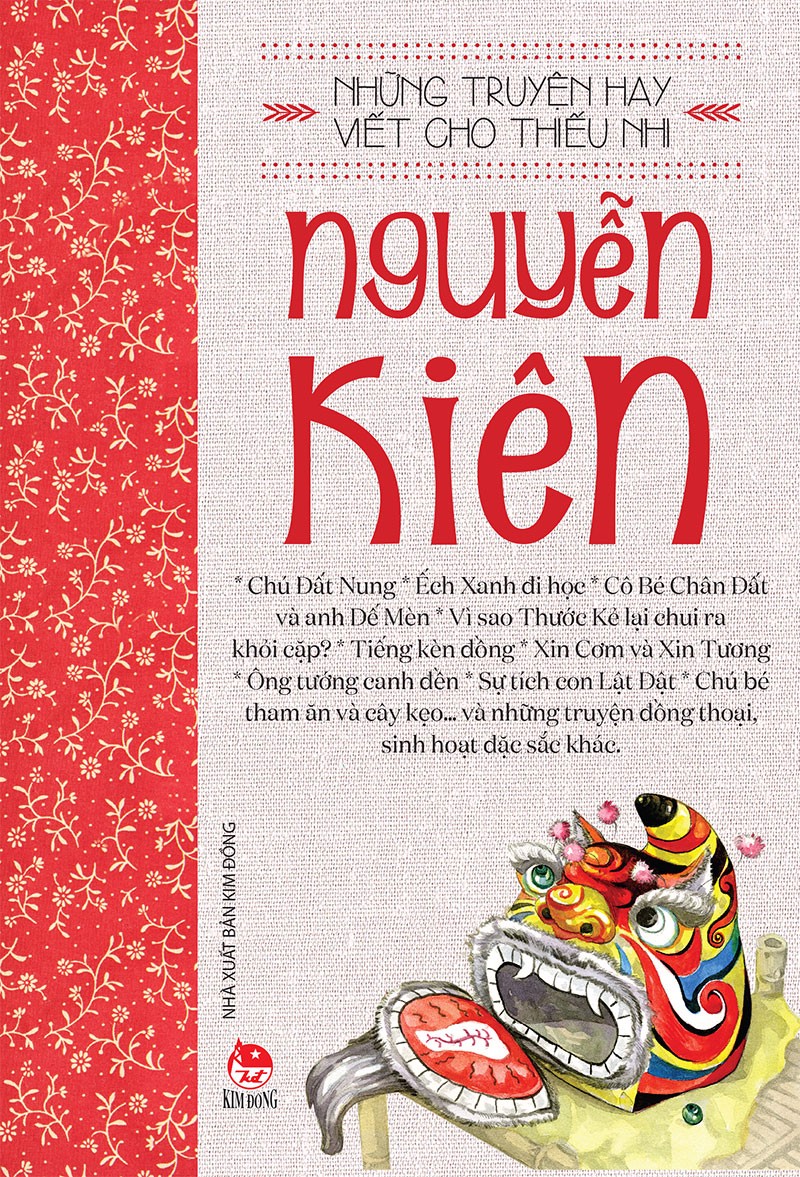 NHỮNG TRUYỆN HAY
VIẾT CHO THIẾU NHI
NGUYỄN
KIÊN
* Chú Đất Nung * Ếch Xanh đi học * Cô Bé Chân Đất
và anh Dế Mèn * Vì sao Thước Kẻ lại chui ra
khỏi cặp? * Tiếng kèn đồng * Xin Cơm và Xin Tương
* Ông tướng canh đền * Sự tích con Lật Đật * Chú bé
tham ăn và cây kẹo... và những truyện đồng thoại,
sinh hoạt đặc sắc khác.
NHÀ XUẤT BẢN KIM ĐỒNG
KIM ĐỒNG